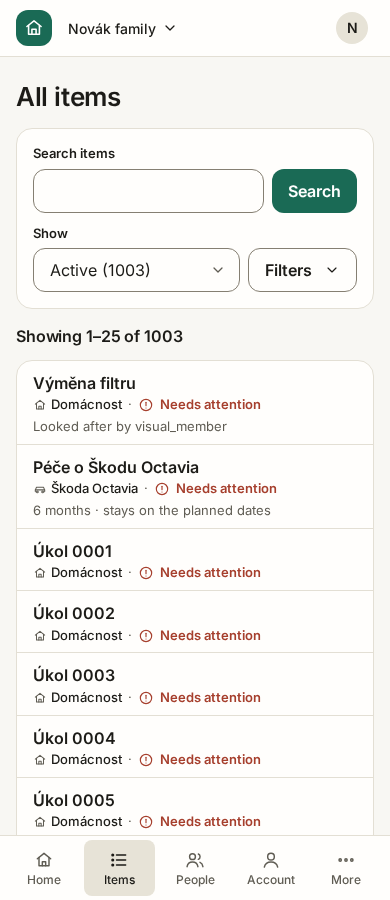 Novák family
N
All items
Search items
Search
Show
Active (1003)
Filters
Showing 1–25 of 1003
Výměna filtru
Domácnost · Needs attention
Looked after by visual_member
Péče o Škodu Octavia
Škoda Octavia · Needs attention
6 months · stays on the planned dates
Úkol 0001
Domácnost · Needs attention
Úkol 0002
Domácnost · Needs attention
Úkol 0003
Domácnost · Needs attention
Úkol 0004
Domácnost · Needs attention
Úkol 0005
Domácnost · Needs attention
Home
Items
People
Account
More